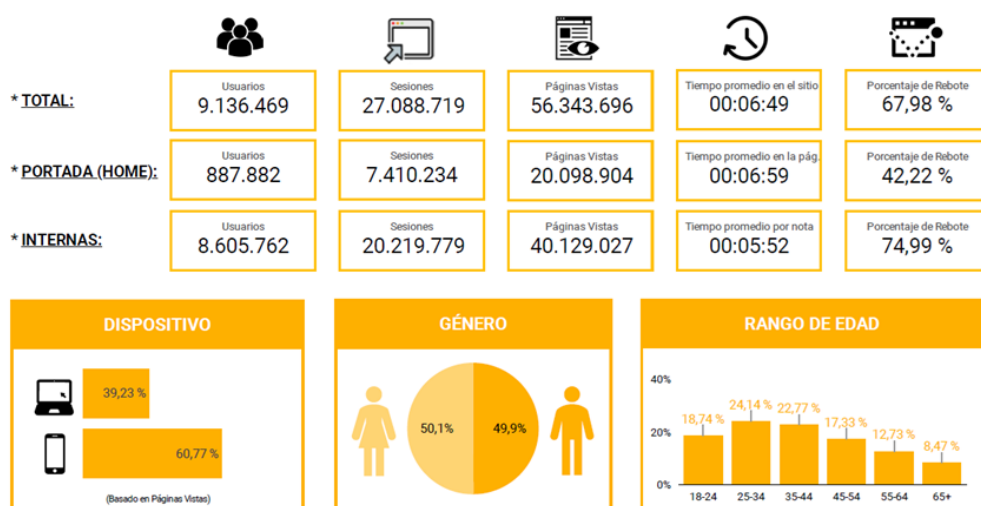 * TOTAL:
Usuarios
9.136.469
Sesiones
27.088.719
Páginas Vistas
56.343.696
Tiempo promedio en el sitio
00:06:49
Porcentaje de Rebote
67,98 %
* PORTADA (HOME):
Usuarios
887.882
Sesiones
7.410.234
Páginas Vistas
20.098.904
Tiempo promedio en la pág.
00:06:59
Porcentaje de Rebote
42,22 %
* INTERNAS:
Usuarios
8.605.762
Sesiones
20.219.779
Páginas Vistas
40.129.027
Tiempo promedio por nota
00:05:52
Porcentaje de Rebote
74,99 %
DISPOSITIVO
39,23 %
60,77 %
(Basado en Páginas Vistas)
GÉNERO
50,1%
49,9%
RANGO DE EDAD
40%
20%
0%
18,74 %
24,14 %
22,77 %
17,33 %
12,73 %
8,47 %
18-24
25-34
35-44
45-54
55-64
65+